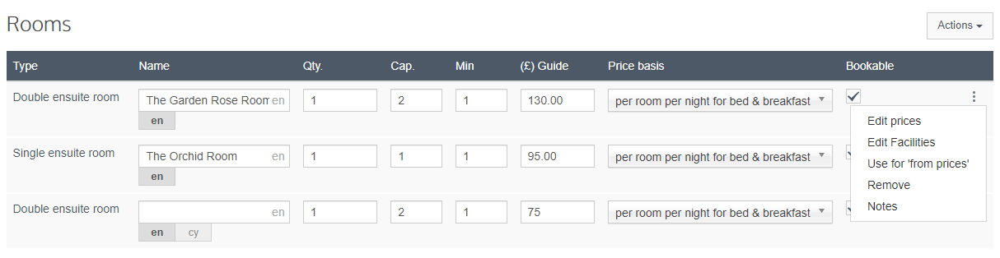 Rooms
Actions
Type Name Qty. Cap. Min (£) Guide Price basis Bookable
Double ensuite room The Garden Rose Room en 1 2 1 130.00 per room per night for bed & breakfast
en
Edit prices
Edit Facilities
Single ensuite room The Orchid Room en 1 1 1 95.00 per room per night for bed & breakfast
Use for 'from prices'
en
Remove
Notes
Double ensuite room en 1 2 1 75 per room per night for bed & breakfast
en cy